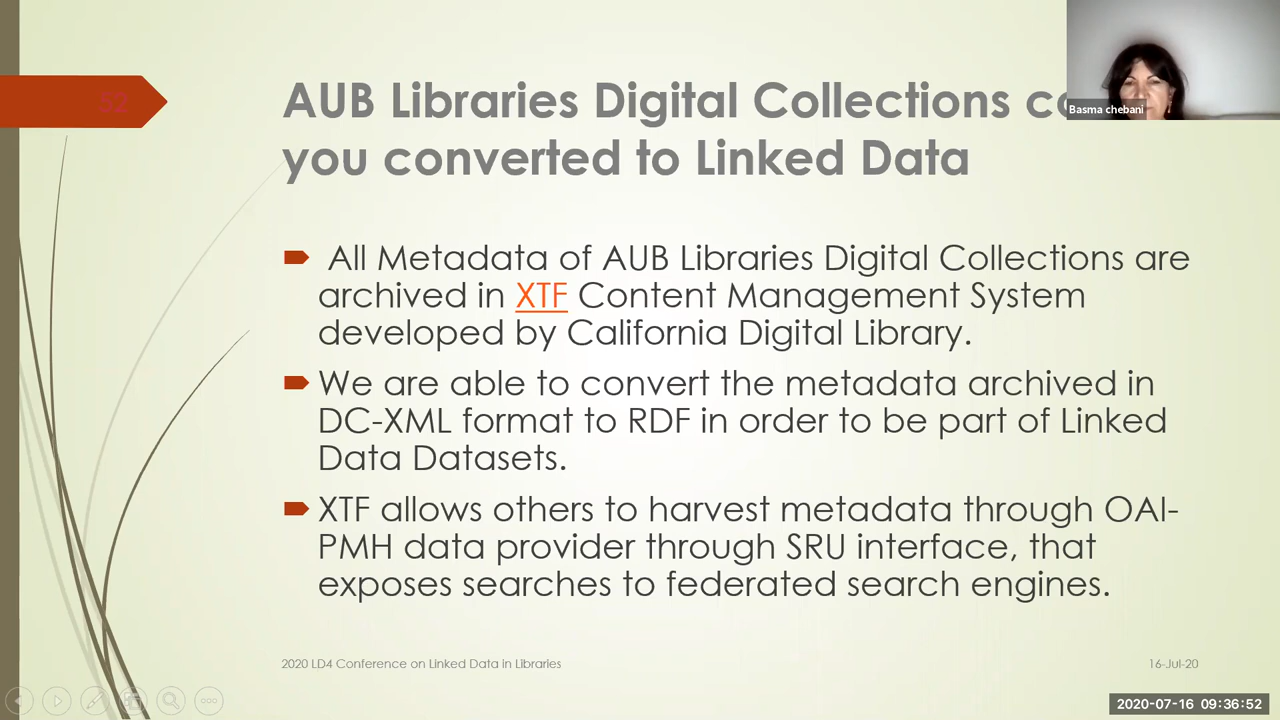 52
AUB Libraries Digital Collections
you converted to Linked Data
Basma chebani
All Metadata of AUB Libraries Digital Collections are
archived in XTF Content Management System
developed by California Digital Library.
We are able to convert the metadata archived in
DC-XML format to RDF in order to be part of Linked
Data Datasets.
XTF allows others to harvest metadata through OAI-
PMH data provider through SRU interface, that
exposes searches to federated search engines.
2020 LD4 Conference on Linked Data in Libraries
16-Jul-20
2020-07-16 09:36:52